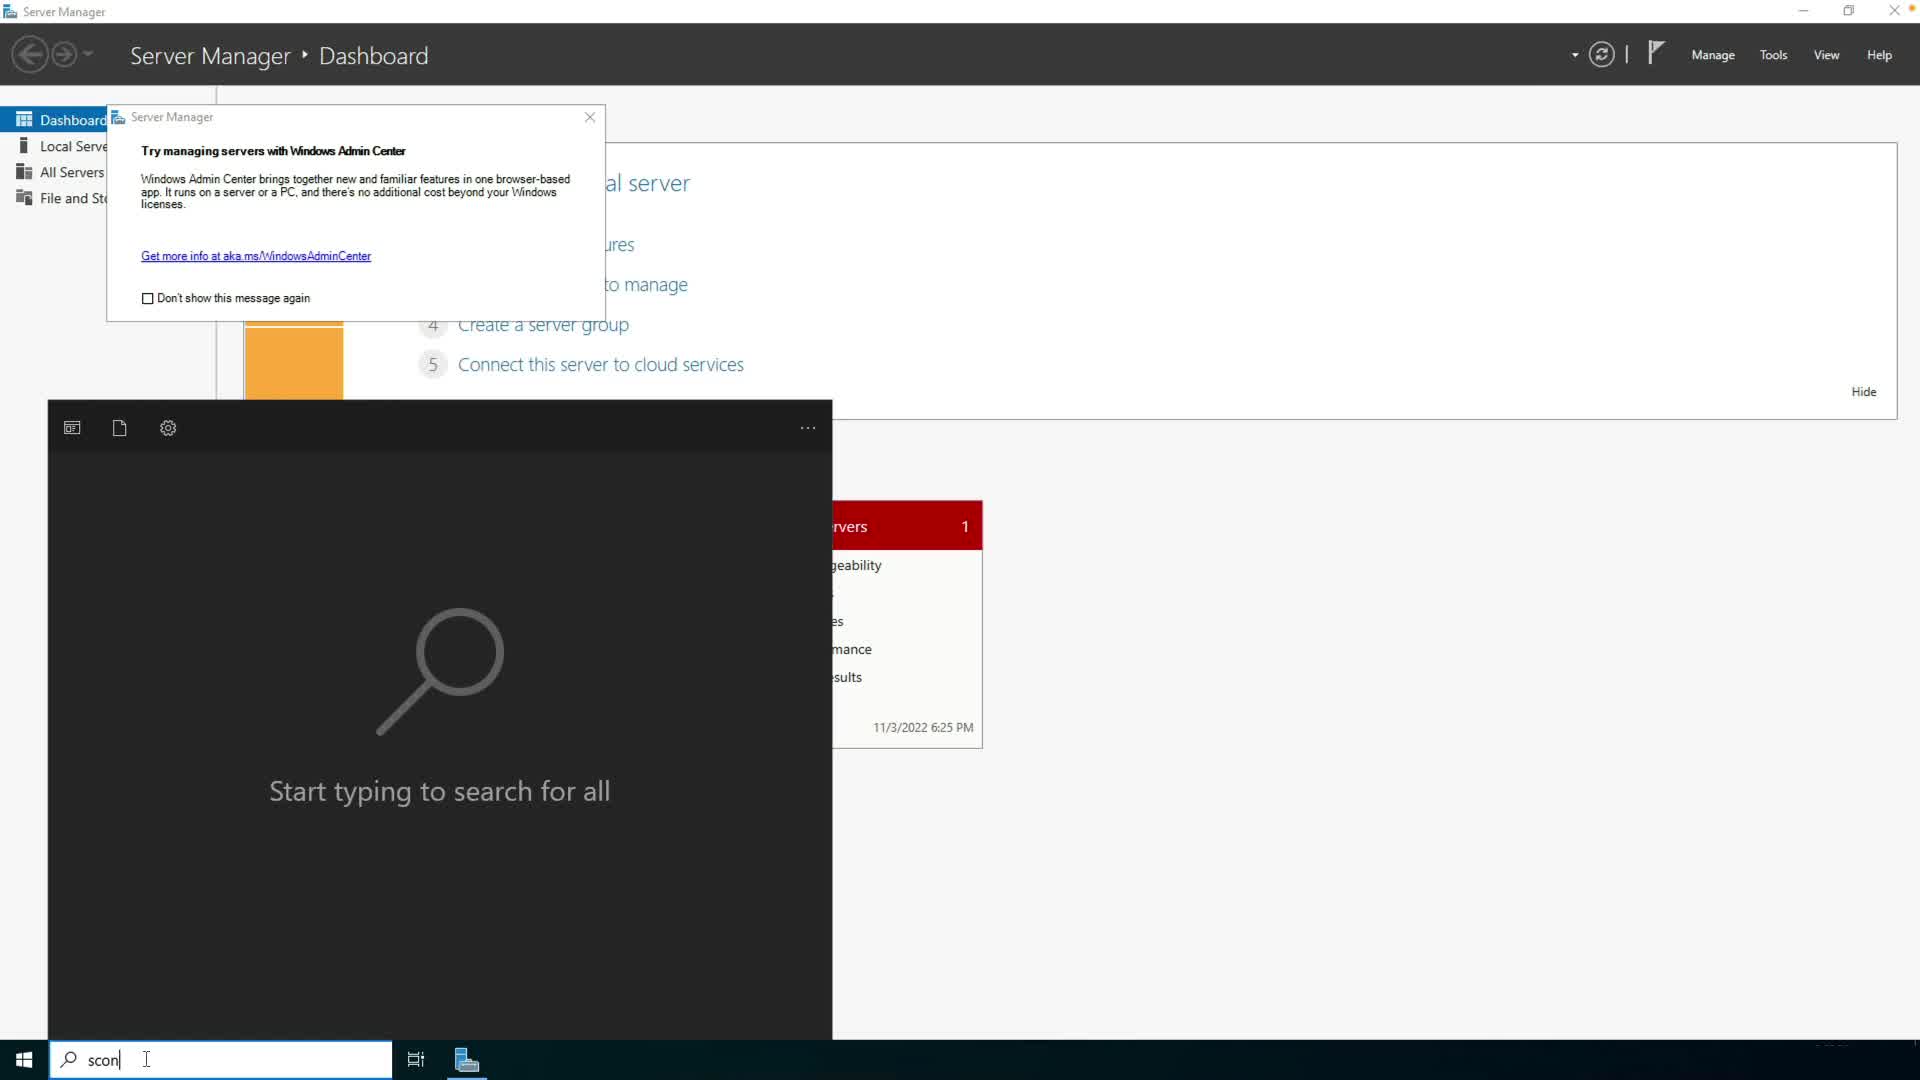 Server Manager
Server Manager ‣ Dashboard
Manage
Tools
View
Help
Dashboard
Local Serve
All Servers
File and Sto
Server Manager
Try managing servers with Windows Admin Center
Windows Admin Center brings together new and familiar features in one browser-based
app. It runs on a server or a PC, and there's no additional cost beyond your Windows
licenses.
Get more info at aka.ms/WindowsAdminCenter
Don't show this message again
al server
ures
to manage
4 Create a server group
5 Connect this server to cloud services
Hide
...
rvers 1
geability
es
mance
esults
11/3/2022 6:25 PM
Start typing to search for all
scon